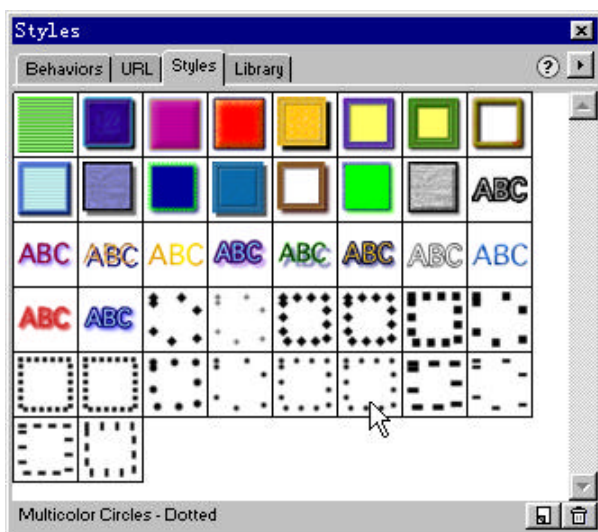 Styles
Behaviors URL Styles Library ?
ABC
ABC ABC ABC ABC ABC ABC ABC ABC
ABC ABC
Multicolor Circles - Dotted